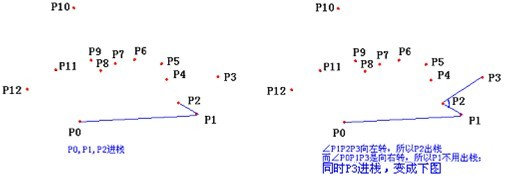 P10
P9
P7
P6
P5
P11
P8
P4
P3
P12
P2
P1
P0
P0,P1,P2进栈
P10
P9
P7
P6
P5
P11
P8
P4
P3
P12
P2
P1
P0
∠P1P2P3向左转，所以P2出栈
而∠P0P1P3是向右转，所以P1不用出栈；
同时P3进栈，变成下图